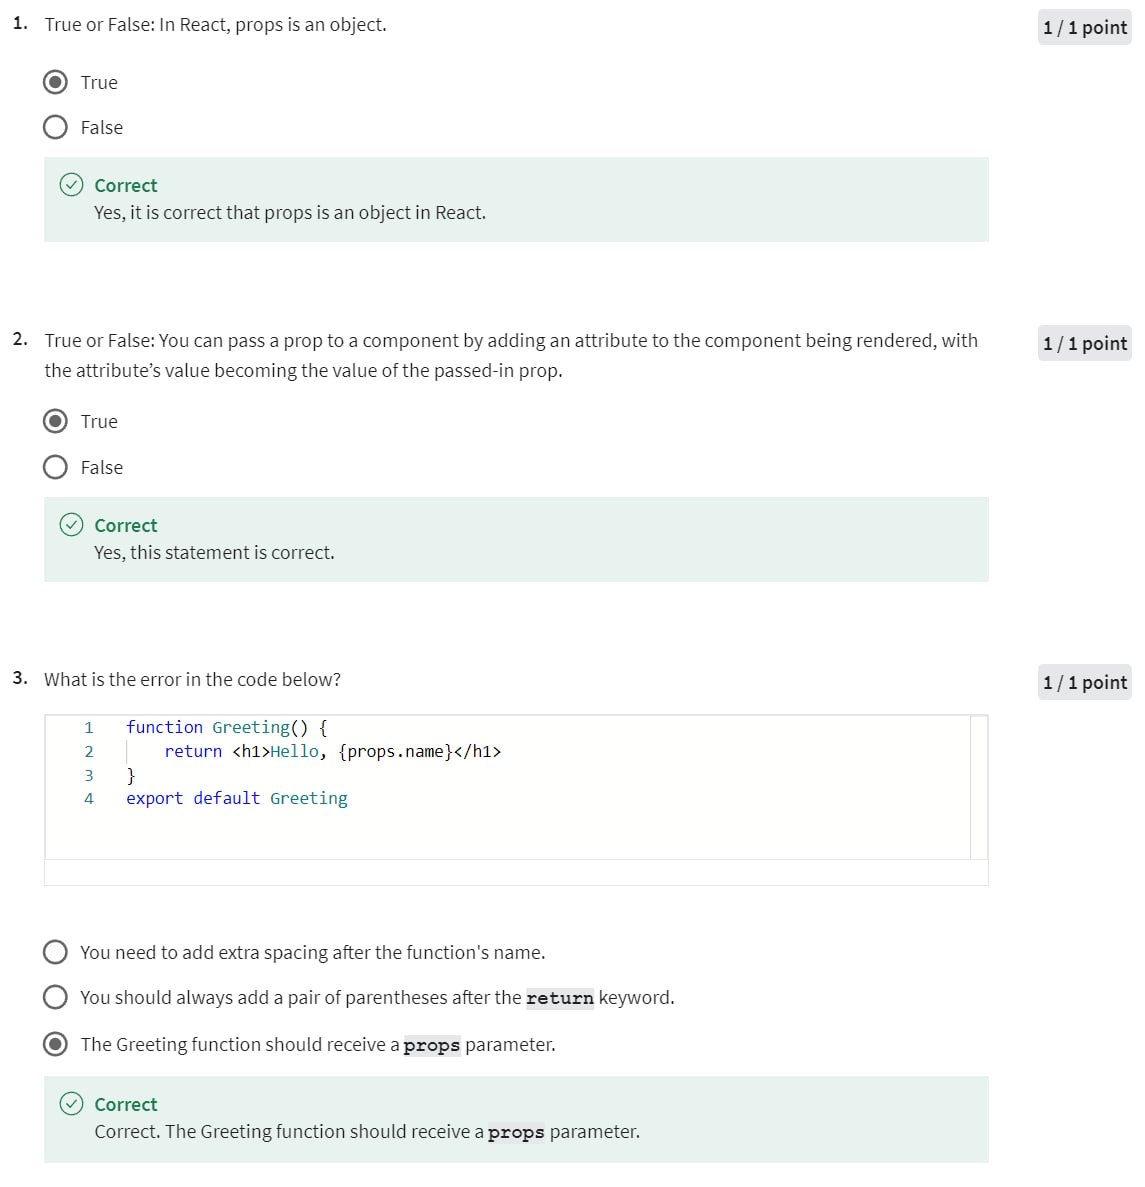 1. True or False: In React, props is an object.
1 / 1 point
True
False
Correct
Yes, it is correct that props is an object in React.
2. True or False: You can pass a prop to a component by adding an attribute to the component being rendered, with
the attribute’s value becoming the value of the passed-in prop.
1 / 1 point
True
False
Correct
Yes, this statement is correct.
3. What is the error in the code below?
1 / 1 point
1 function Greeting() {
2 return <h1>Hello, {props.name}</h1>
3 }
4 export default Greeting
You need to add extra spacing after the function's name.
You should always add a pair of parentheses after the return keyword.
The Greeting function should receive a props parameter.
Correct
Correct. The Greeting function should receive a props parameter.